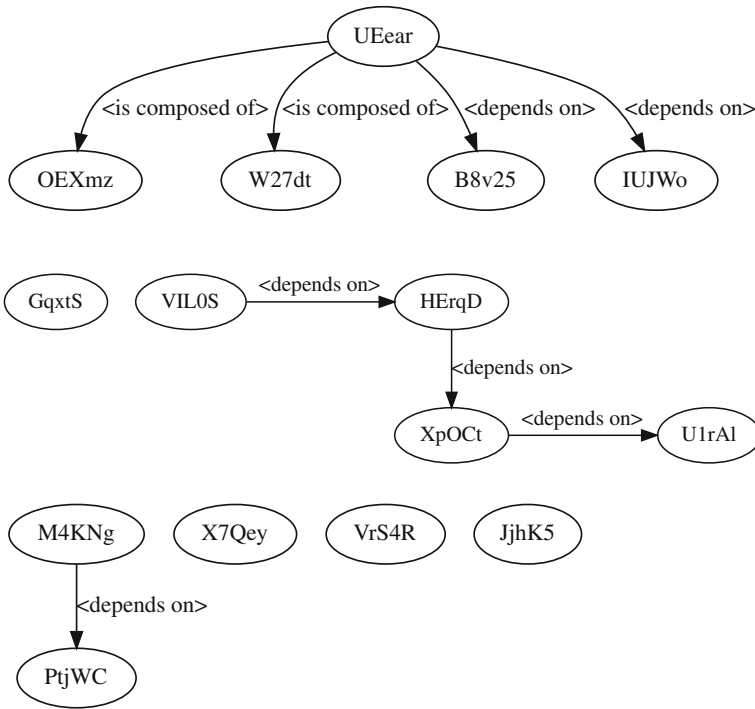 UEear
<is composed of> <is composed of> <depends on> <depends on>
OEXmz W27dt B8v25 IUJWo
GqxtS VIL0S <depends on> HErqD
<depends on>
XpOCt <depends on> U1rAl
M4KNg X7Qey VrS4R JjhK5
<depends on>
PtjWC